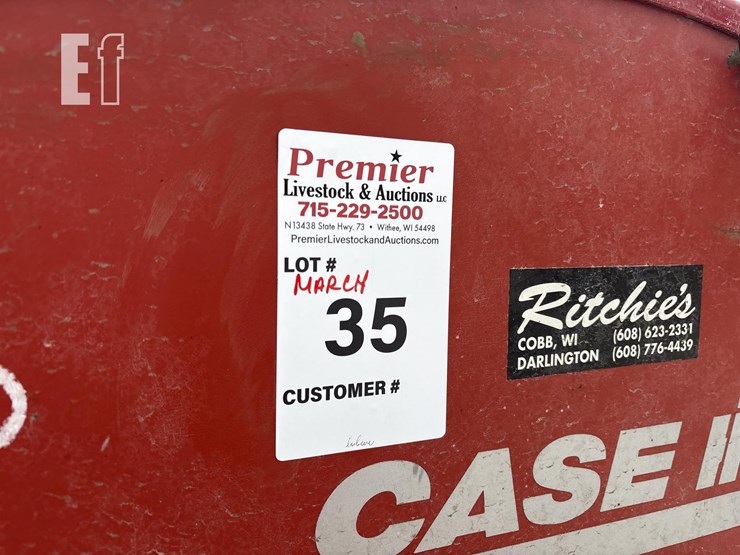 Ef
Premier
Livestock & Auctions LLC
715-229-2500
N13438 State Hwy. 73 • Withee, WI 54498
PremierLivestockandAuctions.com
LOT #
MARCH
35
CUSTOMER #
Ritchie's
COBB, WI (608) 623-2331
DARLINGTON (608) 776-4439
CASE I